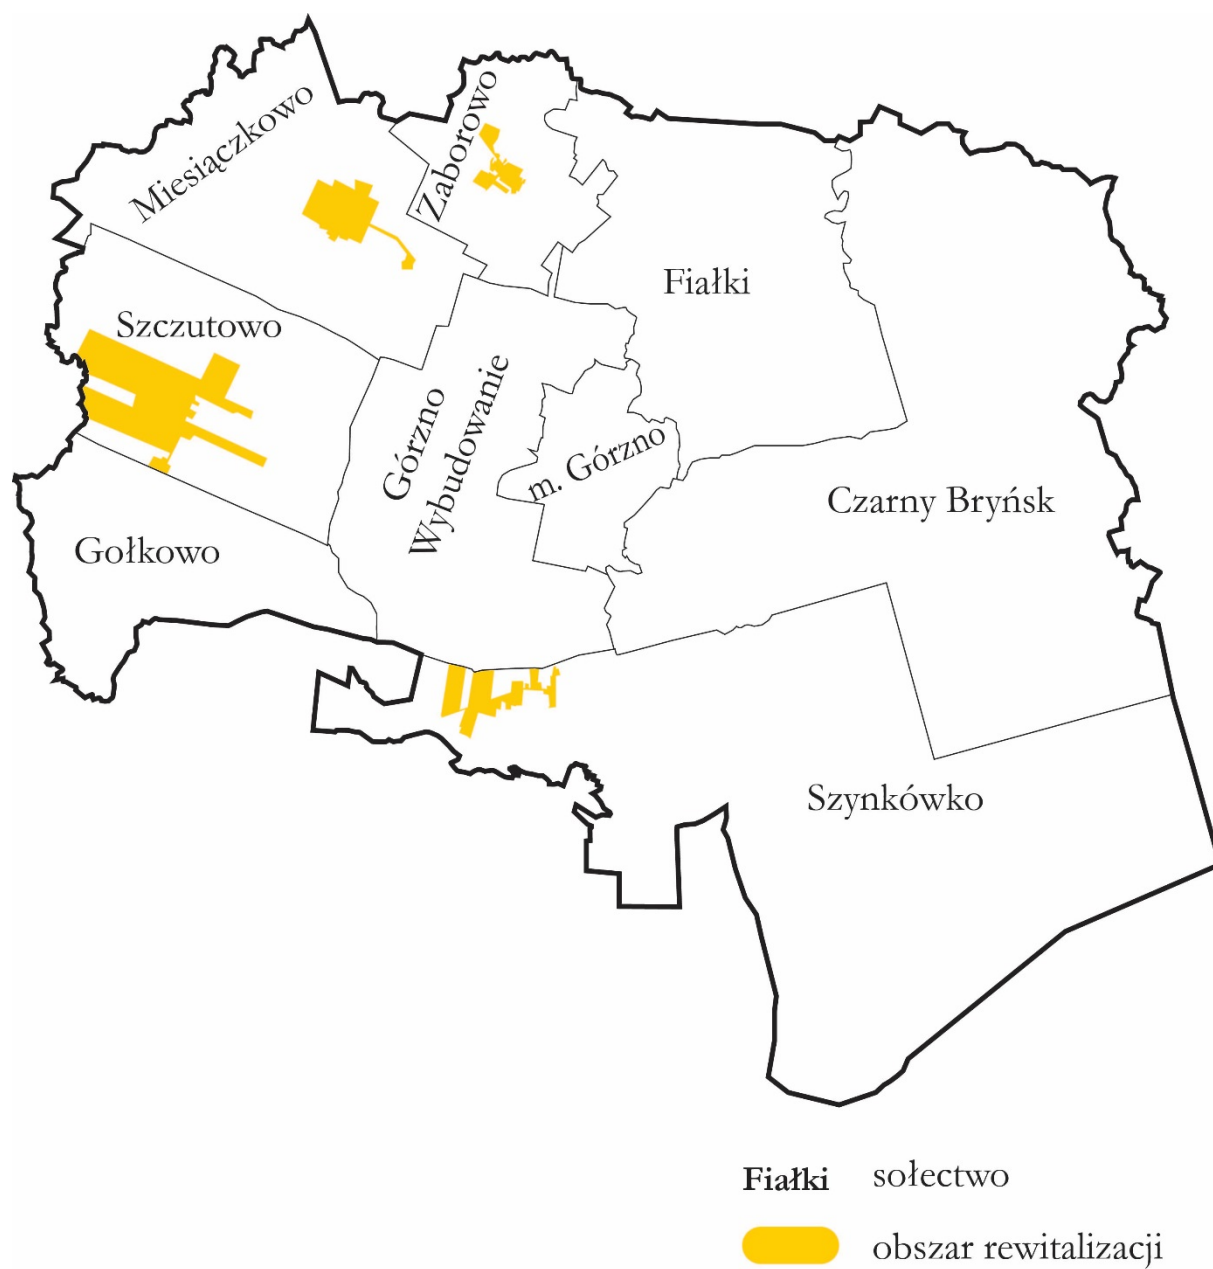 Miesiączkowo
Zaborowo
Fiałki
Szczutowo
Górzno
Wybudowanie
m. Górzno
Czarny Bryńsk
Gołkowo
Szynkówko
Fiałki sołectwo
obszar rewitalizacji